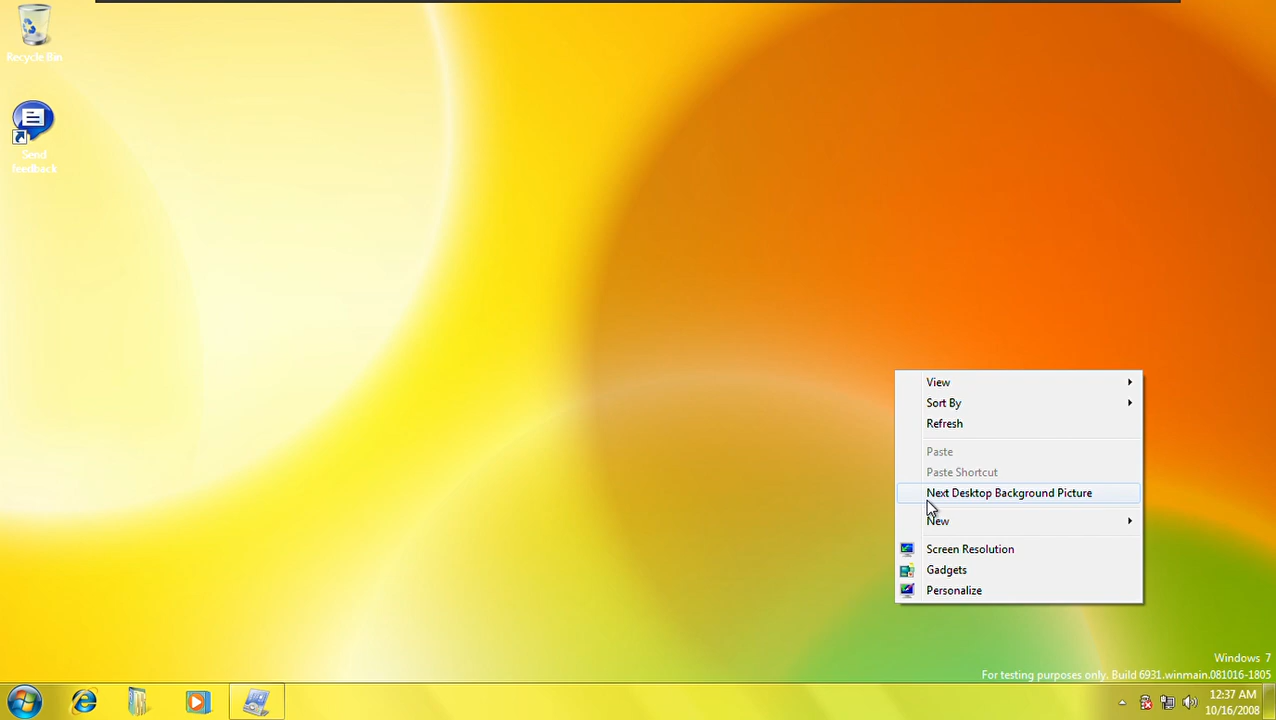 Recycle Bin
Send
feedback
View
Sort By
Refresh
Paste
Paste Shortcut
Next Desktop Background Picture
New
Screen Resolution
Gadgets
Personalize
Windows 7
For testing purposes only. Build 6931.winmain.081016-1805
12:37 AM
10/16/2008